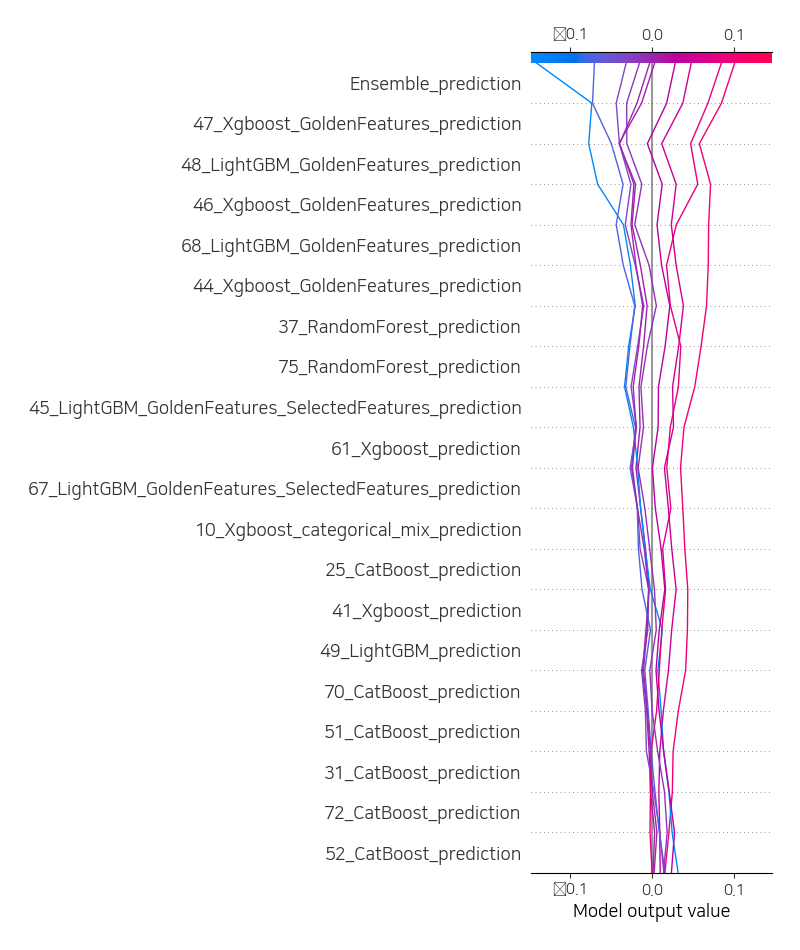 ▯0.1 0.0 0.1
Ensemble_prediction
47_Xgboost_GoldenFeatures_prediction
48_LightGBM_GoldenFeatures_prediction
46_Xgboost_GoldenFeatures_prediction
68_LightGBM_GoldenFeatures_prediction
44_Xgboost_GoldenFeatures_prediction
37_RandomForest_prediction
75_RandomForest_prediction
45_LightGBM_GoldenFeatures_SelectedFeatures_prediction
61_Xgboost_prediction
67_LightGBM_GoldenFeatures_SelectedFeatures_prediction
10_Xgboost_categorical_mix_prediction
25_CatBoost_prediction
41_Xgboost_prediction
49_LightGBM_prediction
70_CatBoost_prediction
51_CatBoost_prediction
31_CatBoost_prediction
72_CatBoost_prediction
52_CatBoost_prediction
▯0.1 0.0 0.1
Model output value